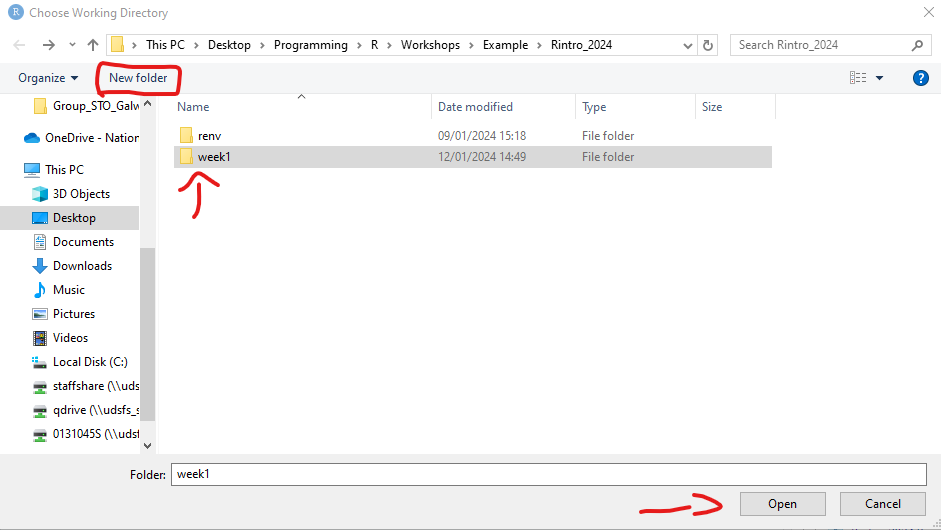 R Choose Working Directory
This PC > Desktop > Programming > R > Workshops > Example > Rintro_2024
Search Rintro_2024
Organize
New folder
?
Group_STO_Galw
OneDrive - Nation
This PC
3D Objects
Desktop
Documents
Downloads
Music
Pictures
Videos
Local Disk (C:)
staffshare (\\uds
qdrive (\\udsfs_s
0131045S (\\udsf
Name Date modified Type Size
renv 09/01/2024 15:18 File folder
week1 12/01/2024 14:49 File folder
Folder: week1
Open Cancel